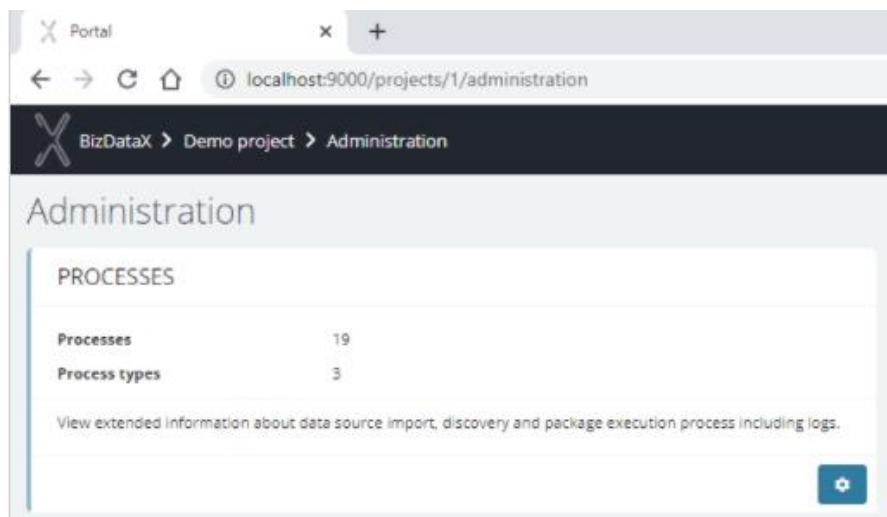 Portal
localhost:9000/projects/1/administration
BizDataX > Demo project > Administration
Administration
PROCESSES
Processes 19
Process types 3
View extended information about data source import, discovery and package execution process including logs.